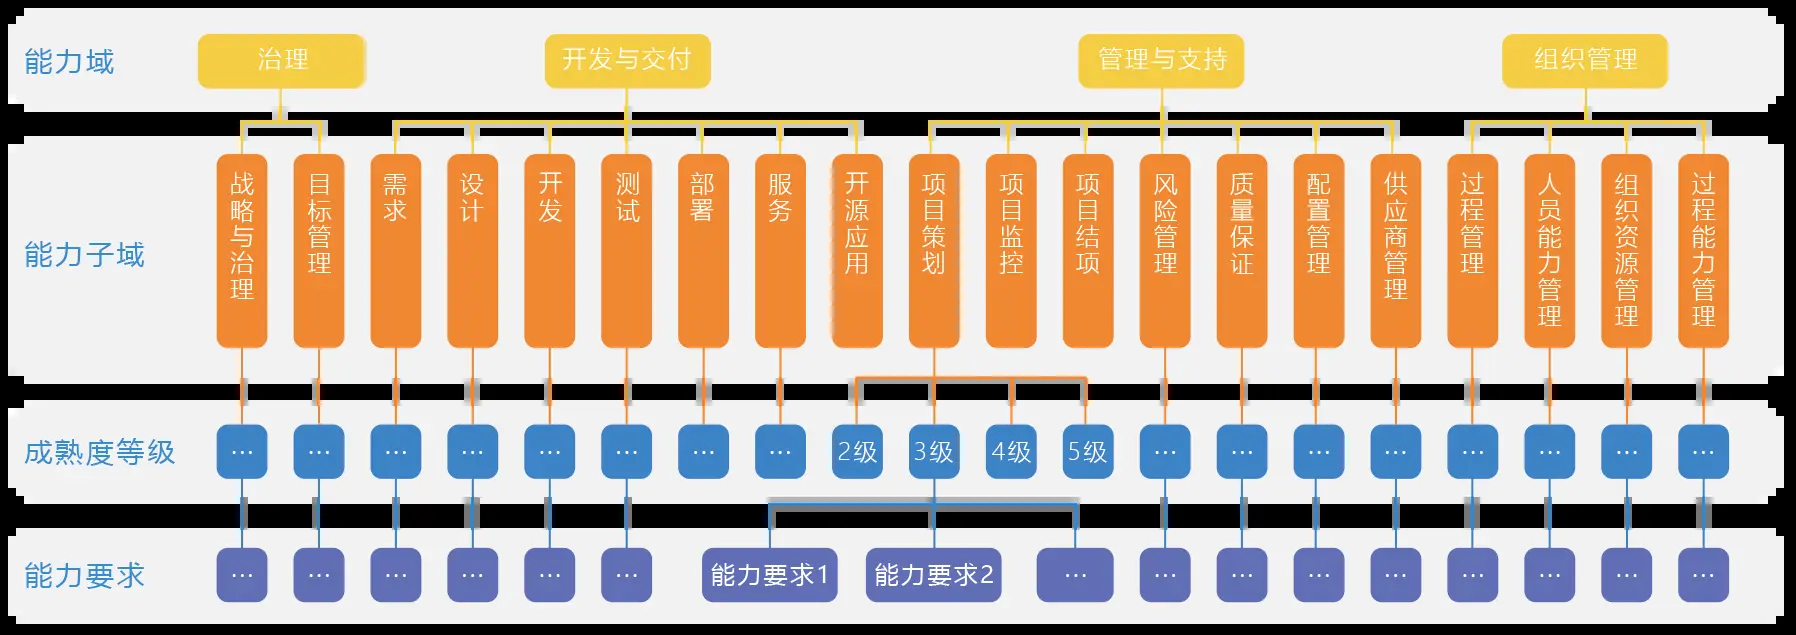 能力域
治理
开发与交付
管理与支持
组织管理
能力子域
战略与治理
目标管理
需求
设计
开发
测试
部署
服务
开源应用
项目策划
项目监控
项目结项
风险管理
质量保证
配置管理
供应商管理
过程管理
人员能力管理
组织资源管理
过程能力管理
成熟度等级
...
...
...
...
...
...
...
...
2级
3级
4级
5级
...
...
...
...
...
...
...
...
能力要求
...
...
...
...
...
...
能力要求1
能力要求2
...
...
...
...
...
...
...
...
...